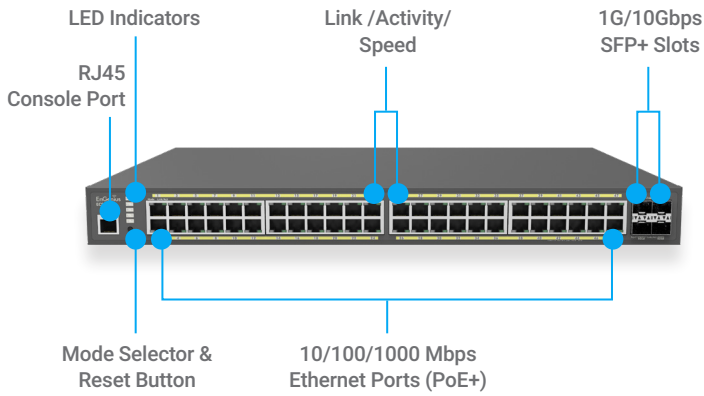 LED Indicators
Link /Activity/
Speed
1G/10Gbps
SFP+ Slots
RJ45
Console Port
EnGenius
Mode Selector &
Reset Button
10/100/1000 Mbps
Ethernet Ports (PoE+)